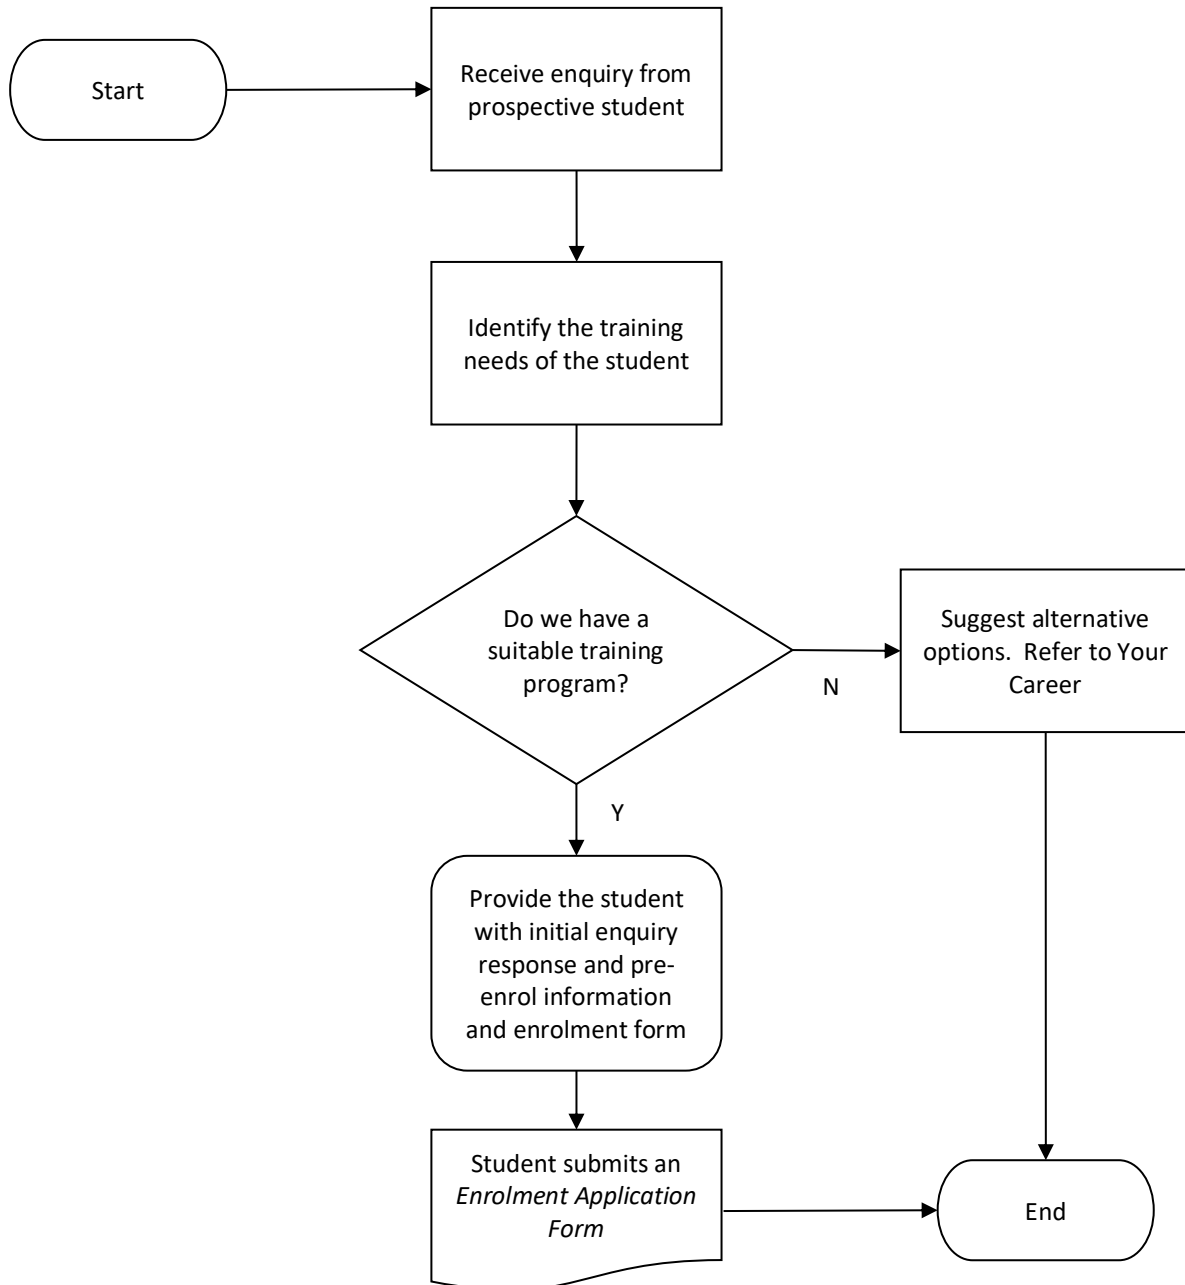 Start
Receive enquiry from
prospective student
Identify the training
needs of the student
Do we have a
suitable training
program?
N
Suggest alternative
options.  Refer to Your
Career
Y
Provide the student
with initial enquiry
response and pre-
enrol information
and enrolment form
Student submits an
Enrolment Application
Form
End